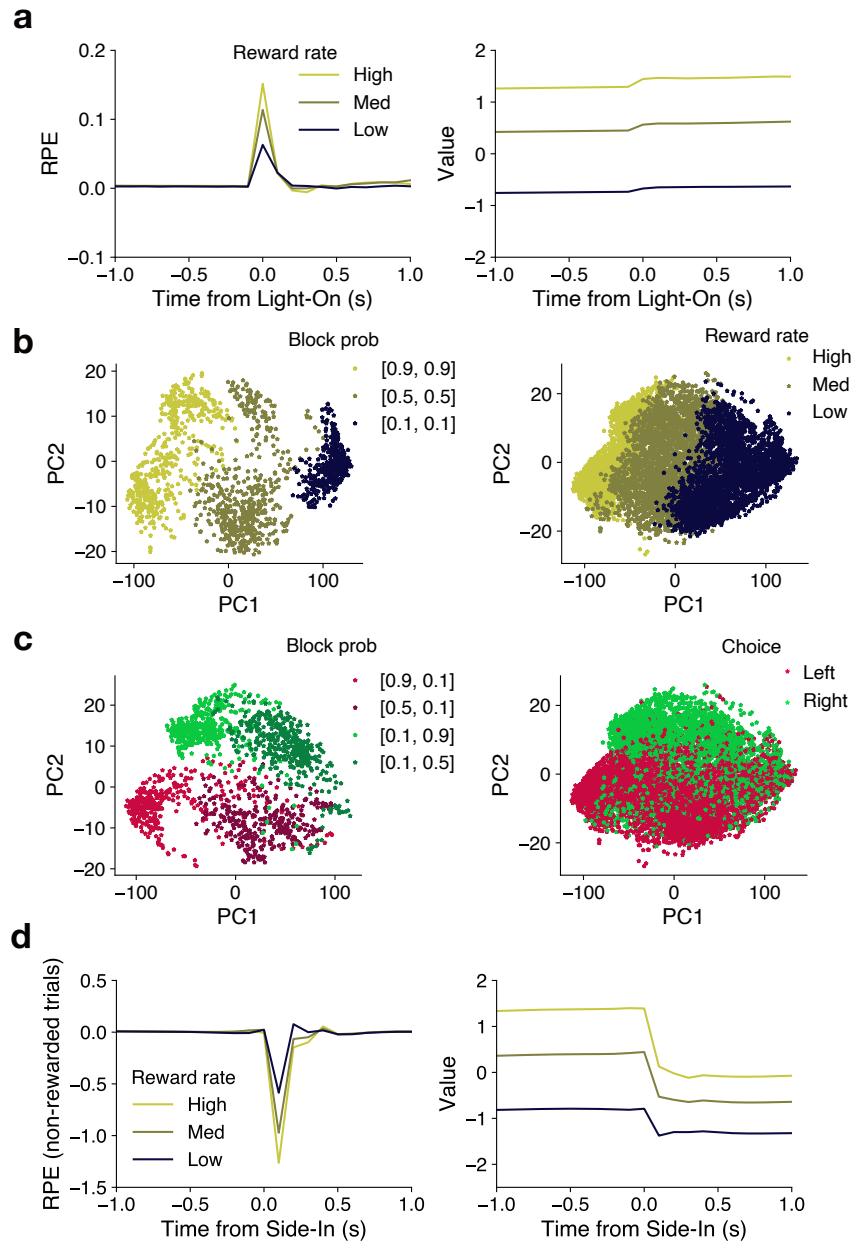 a
Reward rate
High
Med
Low
RPE
0.2
0.1
0.0
−0.1
−1.0
−0.5
0.0
0.5
1.0
Time from Light-On (s)
Value
2
1
0
−1
−2
−1.0
−0.5
0.0
0.5
1.0
Time from Light-On (s)
b
Block prob
[0.9, 0.9]
[0.5, 0.5]
[0.1, 0.1]
PC2
20
10
0
−10
−20
−100
0
100
PC1
Reward rate
High
Med
Low
PC2
20
0
−20
−100
0
100
PC1
c
Block prob
[0.9, 0.1]
[0.5, 0.1]
[0.1, 0.9]
[0.1, 0.5]
PC2
20
10
0
−10
−20
−100
0
100
PC1
Choice
Left
Right
PC2
20
0
−20
−100
0
100
PC1
d
RPE (non-rewarded trials)
0.5
0.0
−0.5
−1.0
−1.5
Reward rate
High
Med
Low
−1.0
−0.5
0.0
0.5
1.0
Time from Side-In (s)
Value
2
1
0
−1
−2
−1.0
−0.5
0.0
0.5
1.0
Time from Side-In (s)